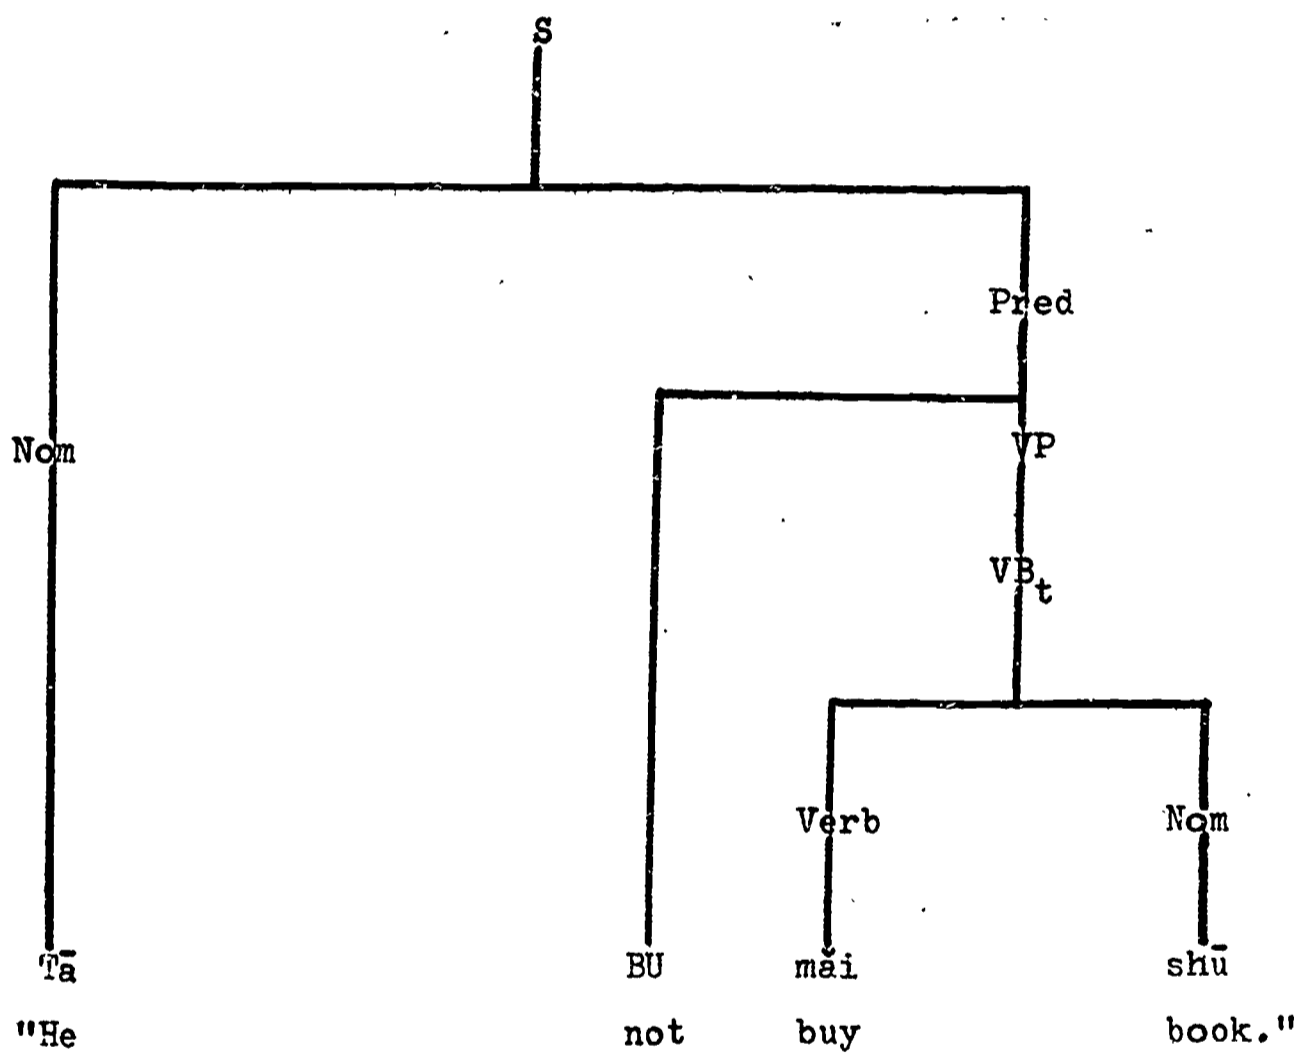 S
Pred
Nom
VP
VBt
Verb Nom
Tā BU mǎi shū
"He not buy book."